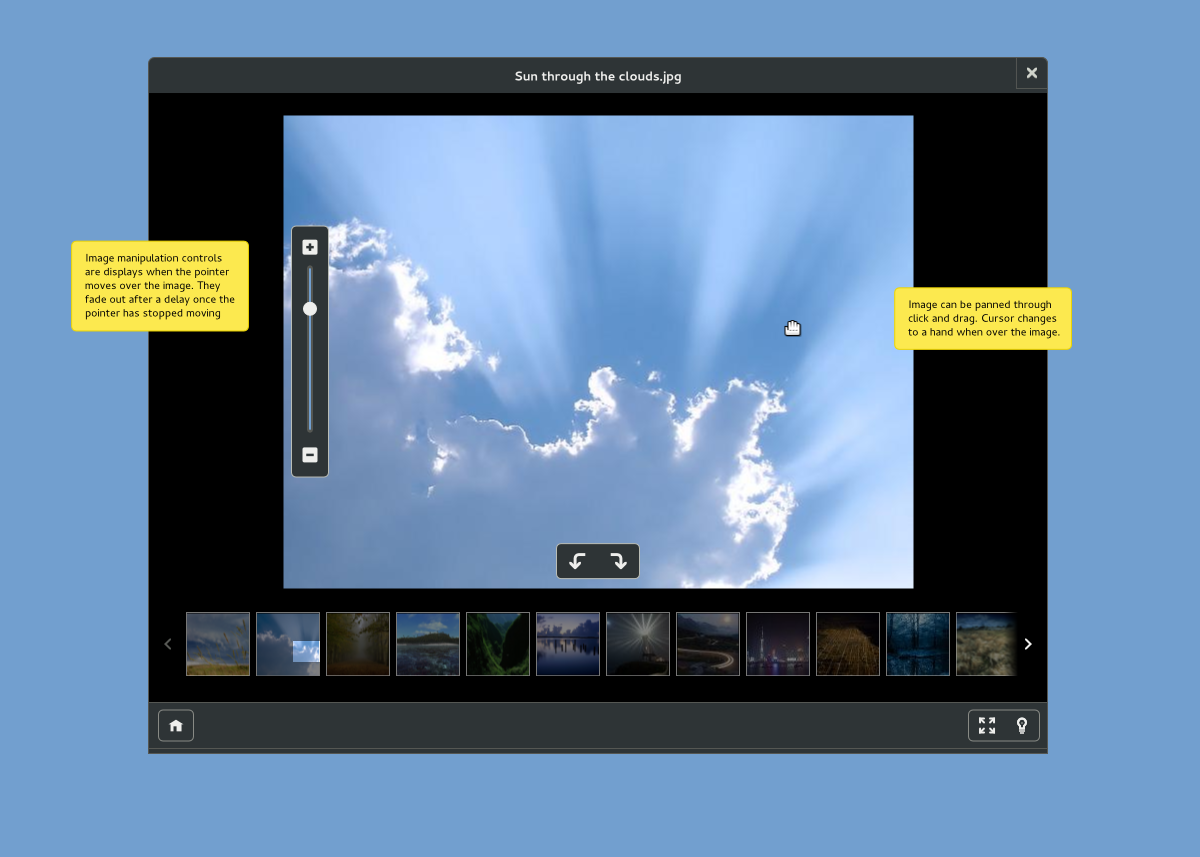 Sun through the clouds.jpg
Image manipulation controls
are displays when the pointer
moves over the image. They
fade out after a delay once the
pointer has stopped moving
Image can be panned through
click and drag. Cursor changes
to a hand when over the image.